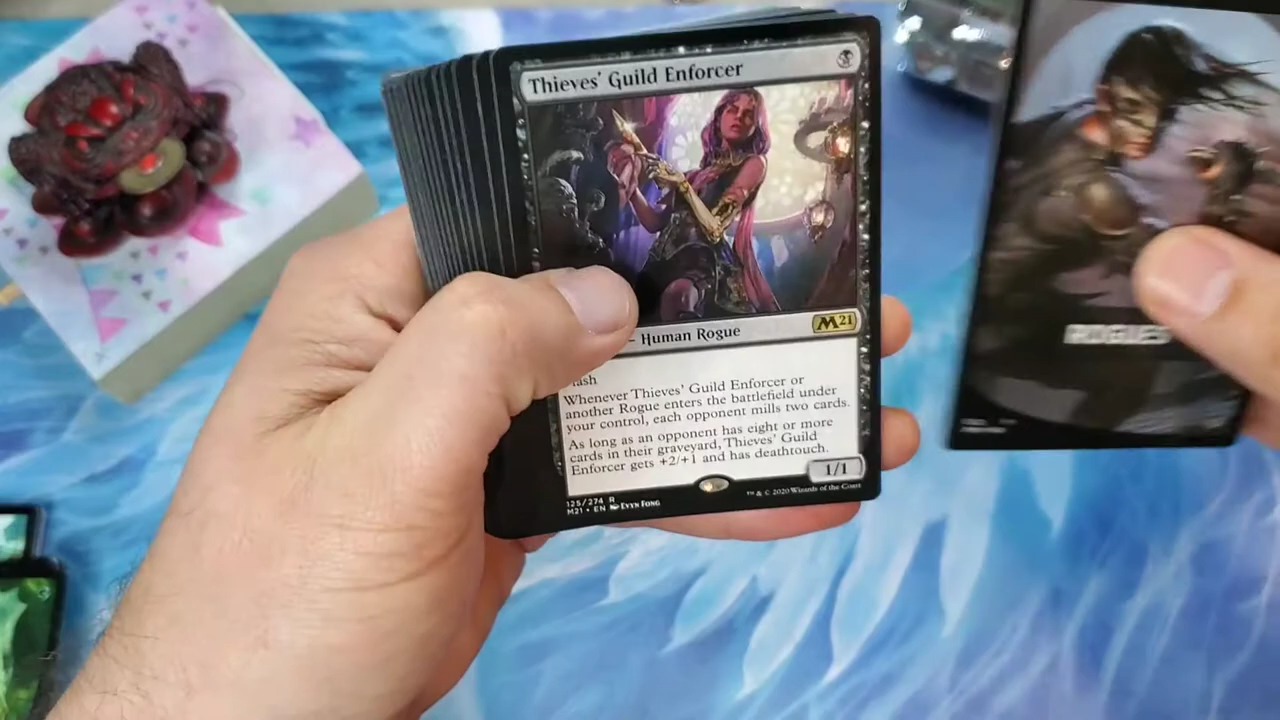 Thieves' Guild Enforcer
– Human Rogue
M21
lash
Whenever Thieves' Guild Enforcer or
another Rogue enters the battlefield under
your control, each opponent mills two cards.
As long as an opponent has eight or more
cards in their graveyard, Thieves' Guild
Enforcer gets +2/+1 and has deathtouch.
1/1
125/274 R
M21 • EN Evyn Fong
™ & © 2020 Wizards of the Coast
ROGUES